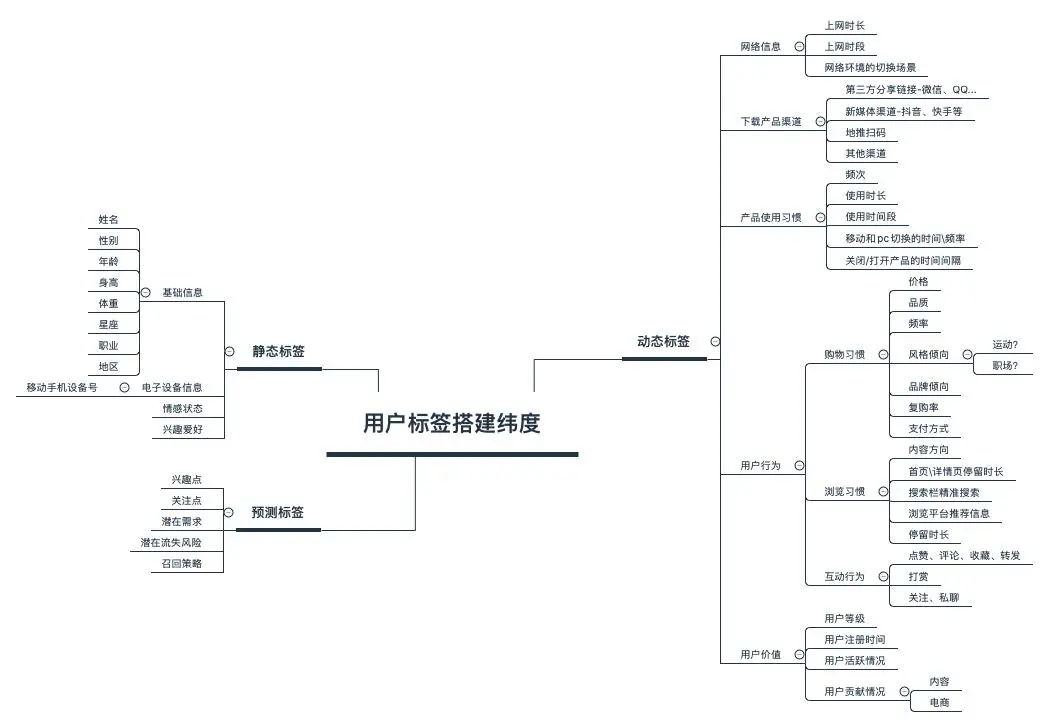 用户标签搭建纬度
静态标签
基础信息
姓名
性别
年龄
身高
体重
星座
职业
地区
电子设备信息
移动手机设备号
情感状态
兴趣爱好
预测标签
兴趣点
关注点
潜在需求
潜在流失风险
召回策略
动态标签
网络信息
上网时长
上网时段
网络环境的切换场景
下载产品渠道
第三方分享链接-微信、QQ...
新媒体渠道-抖音、快手等
地推扫码
其他渠道
产品使用习惯
频次
使用时长
使用时间段
移动和pc切换的时间\频率
关闭/打开产品的时间间隔
用户行为
购物习惯
价格
品质
频率
风格倾向
运动?
职场?
品牌倾向
复购率
支付方式
浏览习惯
内容方向
首页\详情页停留时长
搜索栏精准搜索
浏览平台推荐信息
停留时长
互动行为
点赞、评论、收藏、转发
打赏
关注、私聊
用户价值
用户等级
用户注册时间
用户活跃情况
用户贡献情况
内容
电商